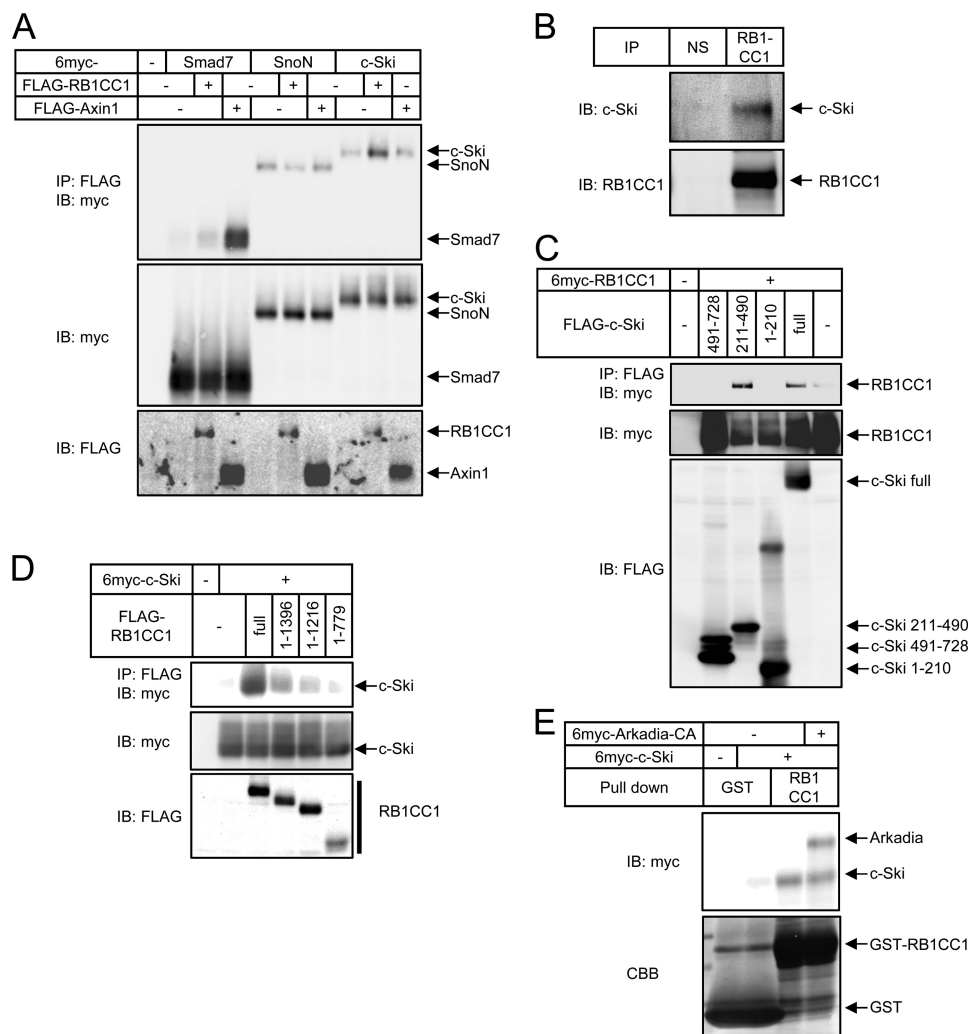 A
6myc- - Smad7 SnoN c-Ski
FLAG-RB1CC1 - + - + - + -
FLAG-Axin1 - + - + - +
IP: FLAG
IB: myc
c-Ski
SnoN
Smad7
IB: myc
c-Ski
SnoN
Smad7
IB: FLAG
RB1CC1
Axin1
B
IP NS RB1-
CC1
IB: c-Ski
c-Ski
IB: RB1CC1
RB1CC1
C
6myc-RB1CC1 - +
FLAG-c-Ski - 491-728 211-490 1-210 full -
IP: FLAG
IB: myc
RB1CC1
IB: myc
RB1CC1
IB: FLAG
c-Ski full
c-Ski 211-490
c-Ski 491-728
c-Ski 1-210
D
6myc-c-Ski - +
FLAG-
RB1CC1
- full 1-1396 1-1216 1-779
IP: FLAG
IB: myc
c-Ski
IB: myc
c-Ski
IB: FLAG
RB1CC1
E
6myc-Arkadia-CA - +
6myc-c-Ski - +
Pull down GST RB1
CC1
IB: myc
Arkadia
c-Ski
CBB
GST-RB1CC1
GST